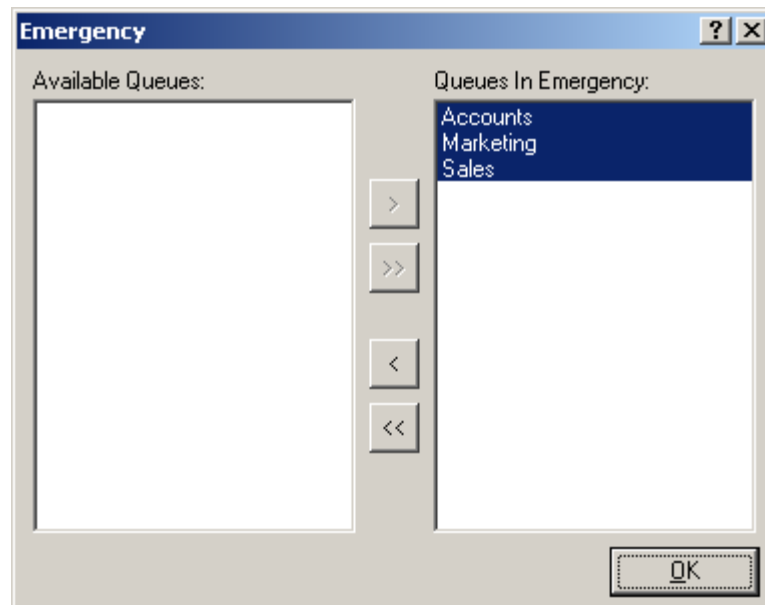 Emergency
Available Queues:
Queues In Emergency:
Accounts
Marketing
Sales
>
>>
<
<<
OK